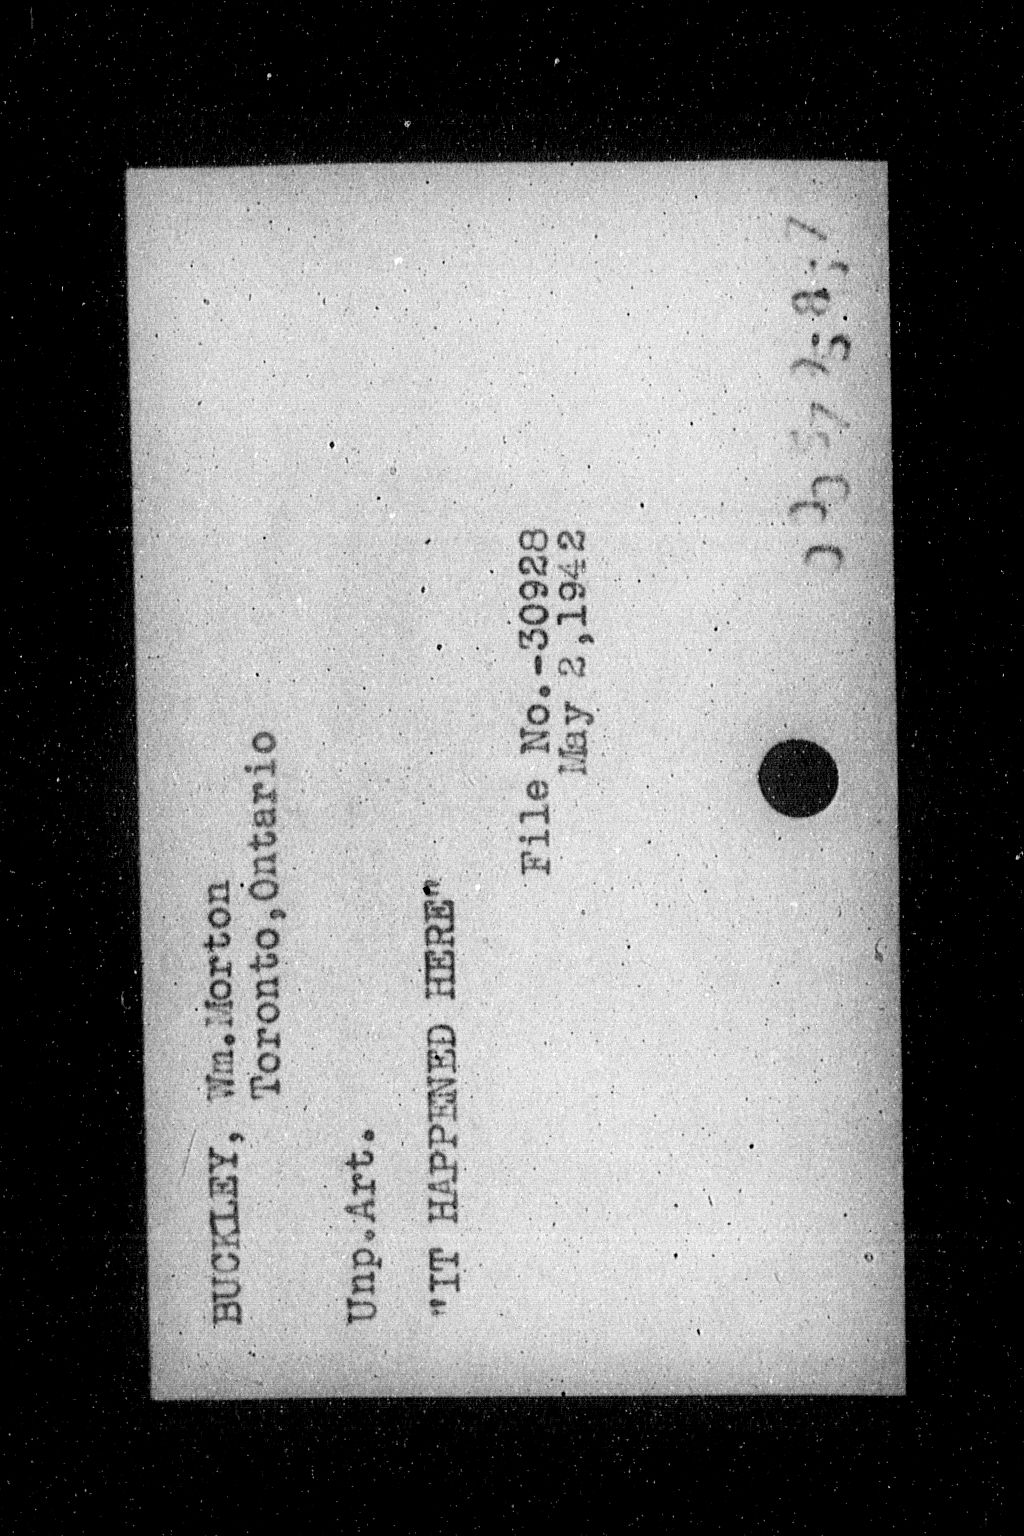 BUCKLEY, Wm.Morton
Toronto,Ontario
Unp.Art.
"IT HAPPENED HERE"
File No.-30928
May 2,1942